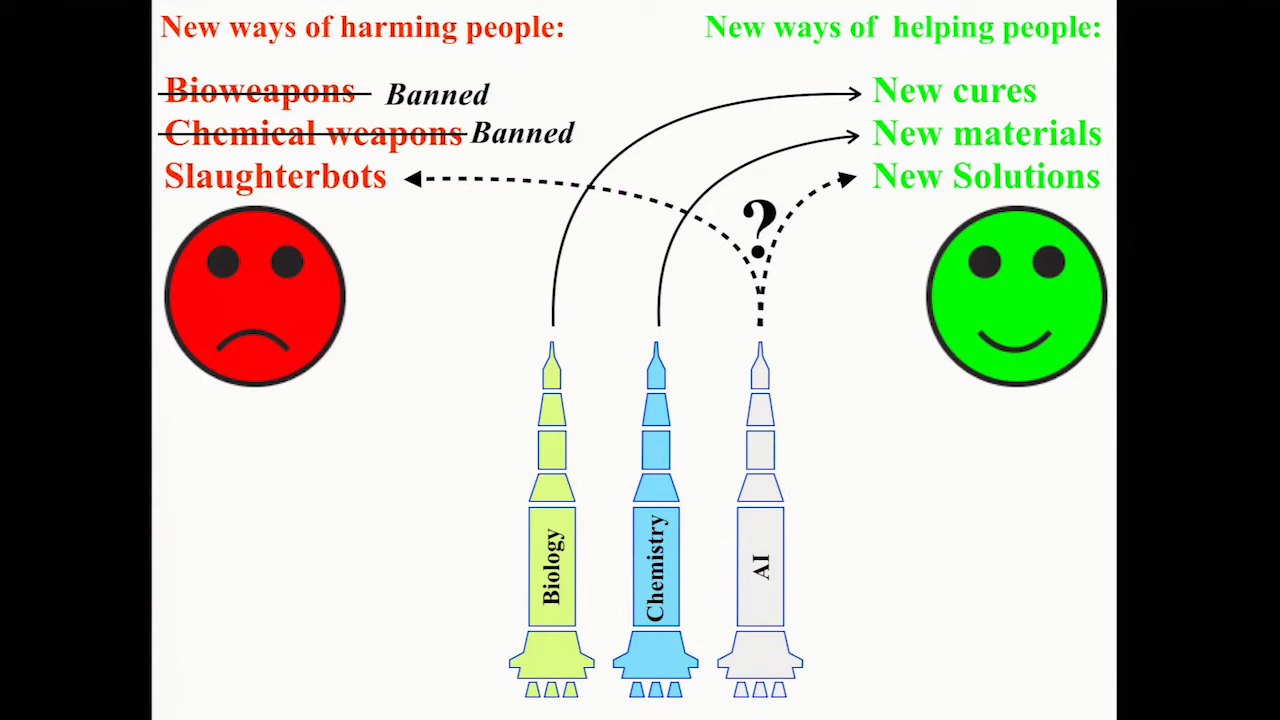 New ways of harming people:
New ways of helping people:
Bioweapons Banned
New cures
Chemical weapons Banned
New materials
Slaughterbots
New Solutions
?
Biology
Chemistry
AI